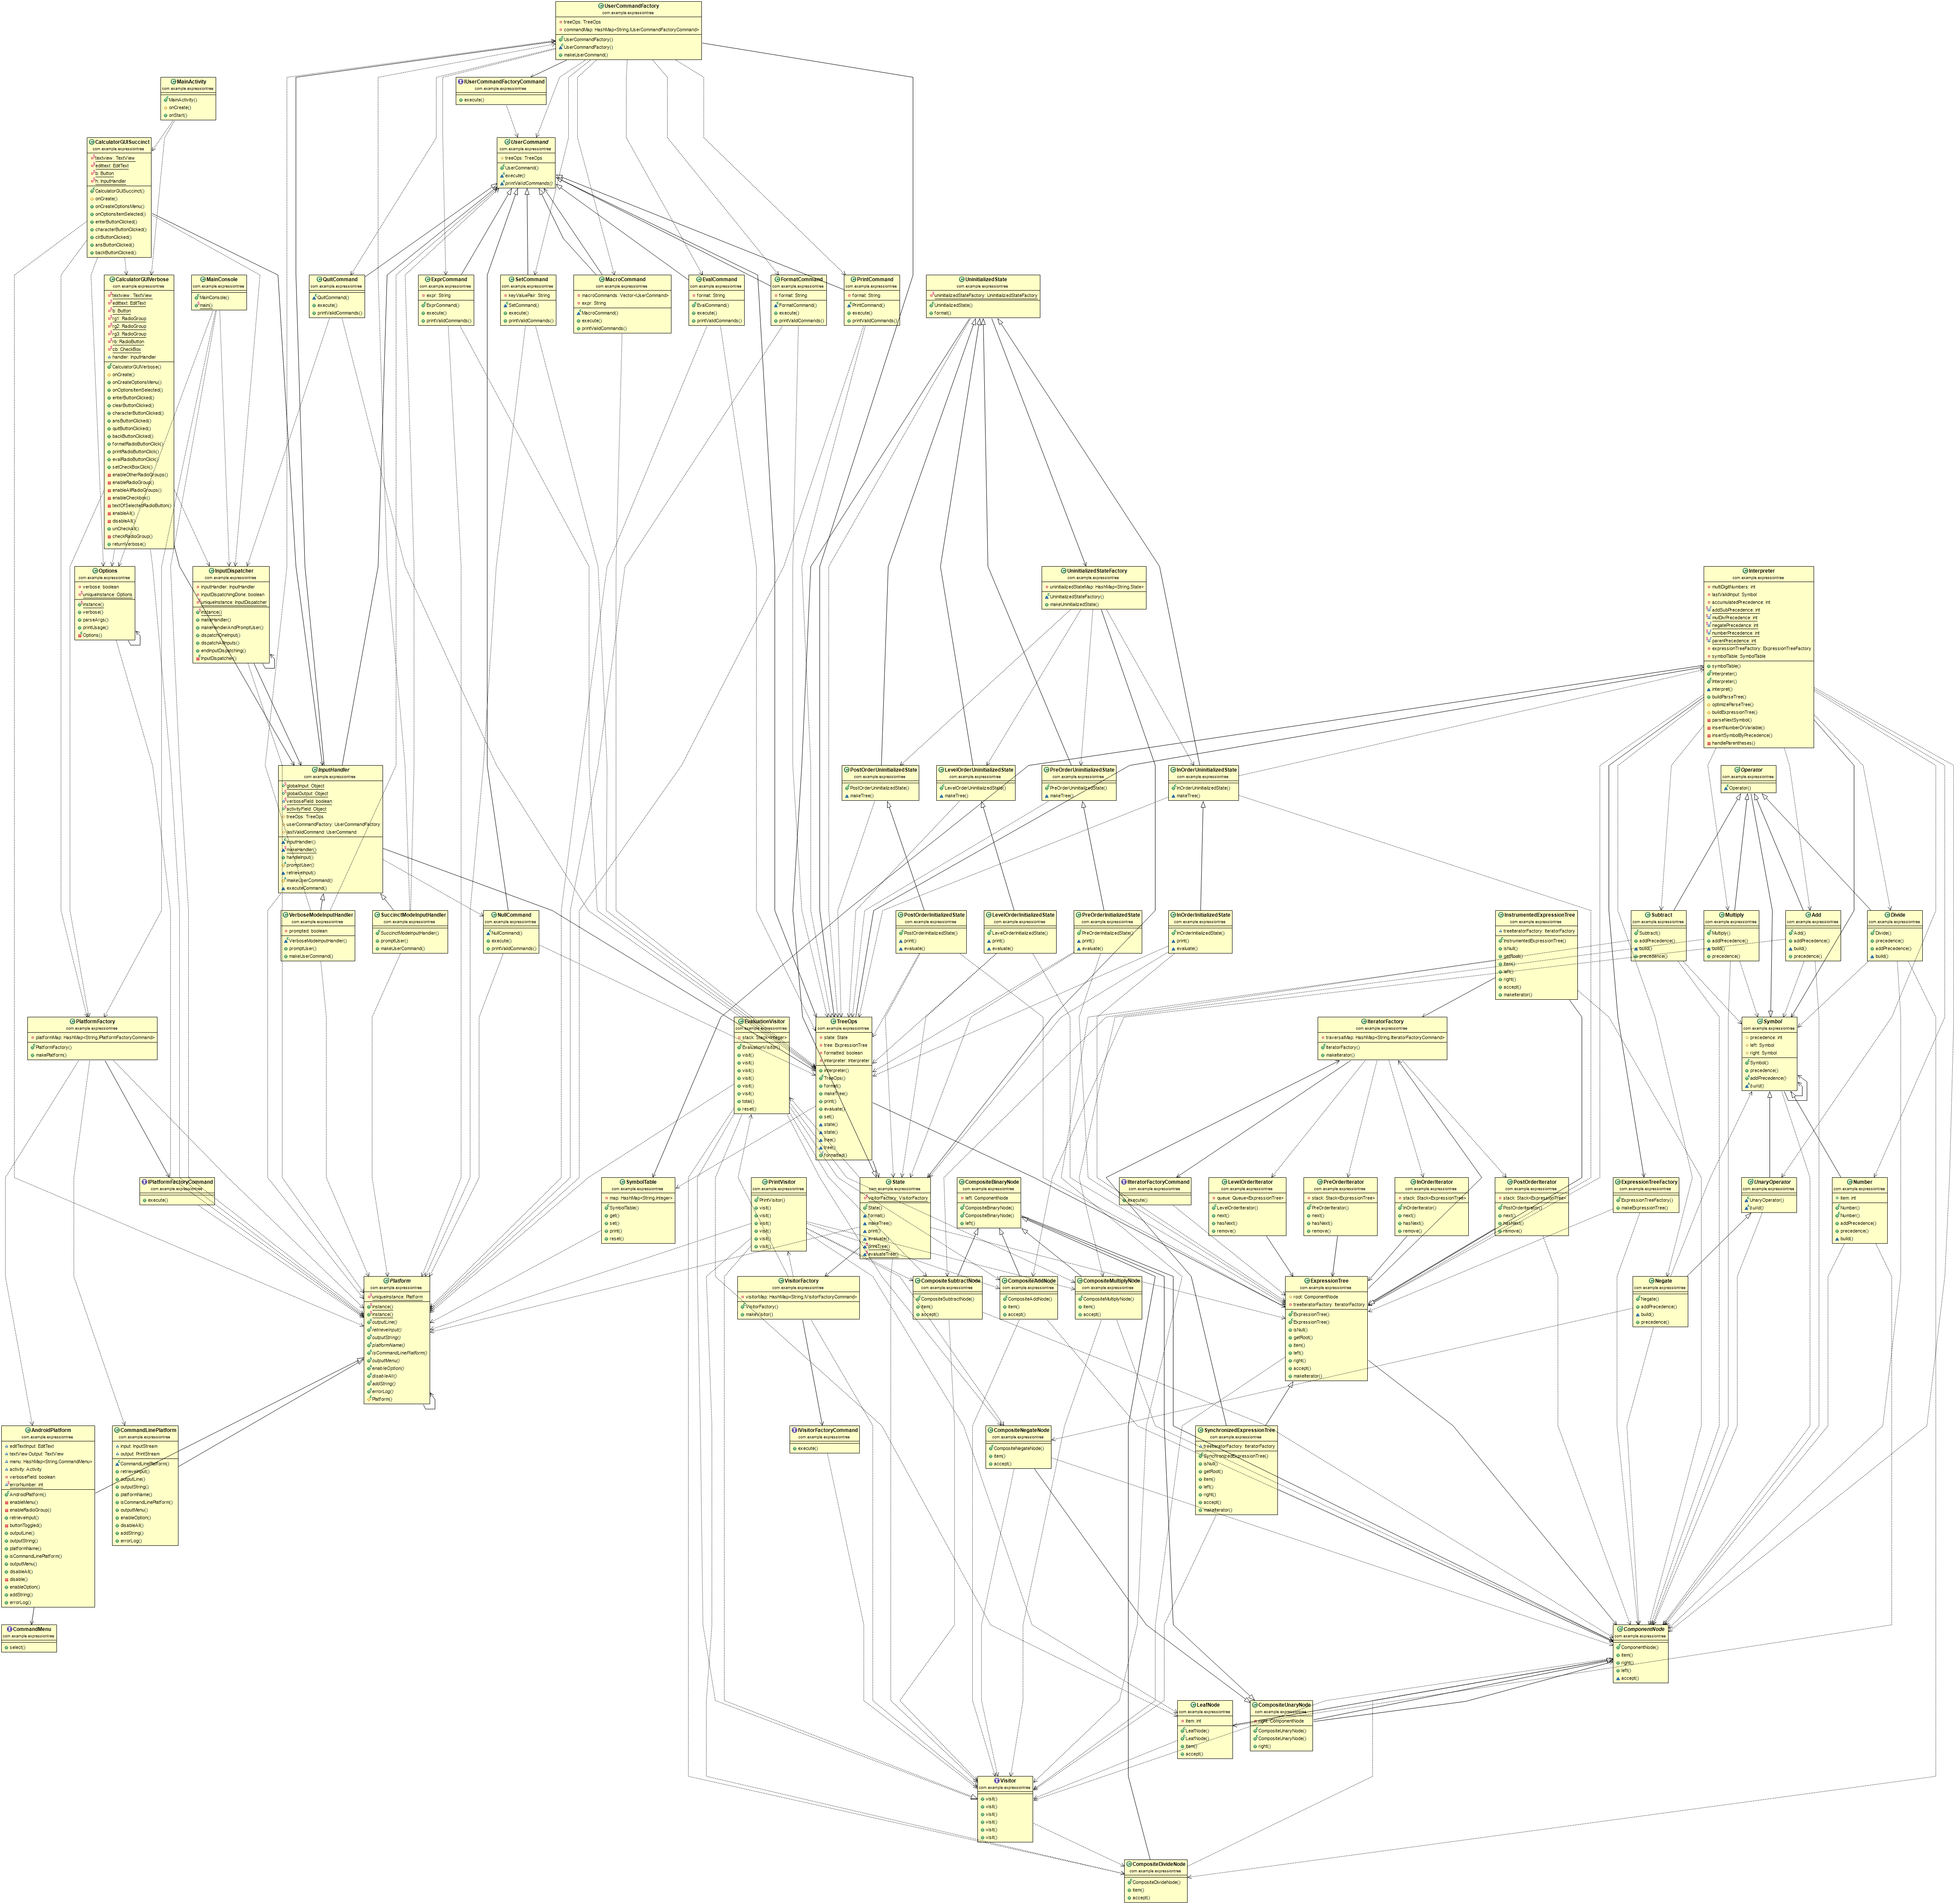 UserCommandFactory
com.example.expressiontree
treeOps: TreeOps
commandMap: HashMap<String,IUserCommandFactoryCommand>
UserCommandFactory()
UserCommandFactory()
makeUserCommand()
MainActivity
com.example.expressiontree
MainActivity()
onCreate()
onStart()
IUserCommandFactoryCommand
com.example.expressiontree
execute()
CalculatorGUISuccinct
com.example.expressiontree
textview: TextView
edittext: EditText
b: Button
h: InputHandler
CalculatorGUISuccinct()
onCreate()
onCreateOptionsMenu()
onOptionsItemSelected()
enterButtonClicked()
characterButtonClicked()
clrButtonClicked()
ansButtonClicked()
backButtonClicked()
UserCommand
com.example.expressiontree
treeOps: TreeOps
UserCommand()
execute()
printValidCommands()
CalculatorGUIVerbose
com.example.expressiontree
textview: TextView
edittext: EditText
b: Button
rg1: RadioGroup
rg2: RadioGroup
rg3: RadioGroup
rb: RadioButton
cb: CheckBox
handler: InputHandler
CalculatorGUIVerbose()
onCreate()
onCreateOptionsMenu()
onOptionsItemSelected()
enterButtonClicked()
clearButtonClicked()
characterButtonClicked()
ansButtonClicked()
quitButtonClicked()
backButtonClicked()
formatRadioButtonClick()
printRadioButtonClick()
evalRadioButtonClick()
setCheckBoxClick()
enableOtherRadioGroups()
enableRadioGroup()
enableAllRadioGroups()
enableCheckbox()
textOfSelectedRadioButton()
enableAll()
disableAll()
unCheckAll()
checkRadioGroup()
returnVerbose()
MainConsole
com.example.expressiontree
MainConsole()
main()
QuitCommand
com.example.expressiontree
QuitCommand()
execute()
printValidCommands()
ExprCommand
com.example.expressiontree
expr: String
ExprCommand()
execute()
printValidCommands()
SetCommand
com.example.expressiontree
keyValuePair: String
SetCommand()
execute()
printValidCommands()
MacroCommand
com.example.expressiontree
macroCommands: Vector<UserCommand>
expr: String
MacroCommand()
execute()
printValidCommands()
EvalCommand
com.example.expressiontree
format: String
EvalCommand()
execute()
printValidCommands()
FormatCommand
com.example.expressiontree
format: String
FormatCommand()
execute()
printValidCommands()
PrintCommand
com.example.expressiontree
format: String
PrintCommand()
execute()
printValidCommands()
UninitializedState
com.example.expressiontree
uninitializedStateFactory: UninitializedStateFactory
UninitializedState()
format()
Options
com.example.expressiontree
verbose: boolean
uniqueInstance: Options
instance()
verbose()
parseArgs()
printUsage()
Options()
InputDispatcher
com.example.expressiontree
inputHandler: InputHandler
inputDispatchingDone: boolean
uniqueInstance: InputDispatcher
instance()
makeHandler()
makeHandlerAndPromptUser()
dispatchOneInput()
dispatchAllInputs()
endInputDispatching()
InputDispatcher()
UninitializedStateFactory
com.example.expressiontree
uninitializedStateMap: HashMap<String,State>
UninitializedStateFactory()
makeUninitializedState()
Interpreter
com.example.expressiontree
multiDigitNumbers: int
lastValidInput: Symbol
accumulatedPrecedence: int
addSubPrecedence: int
mulDivPrecedence: int
negatePrecedence: int
numberPrecedence: int
parenPrecedence: int
expressionTreeFactory: ExpressionTreeFactory
symbolTable: SymbolTable
symbolTable()
Interpreter()
Interpreter()
interpret()
buildParseTree()
optimizeParseTree()
buildExpressionTree()
parseNextSymbol()
insertNumberOrVariable()
insertSymbolByPrecedence()
handleParentheses()
InputHandler
com.example.expressiontree
globalInput: Object
globalOutput: Object
verboseField: boolean
activityField: Object
treeOps: TreeOps
userCommandFactory: UserCommandFactory
lastValidCommand: UserCommand
InputHandler()
makeHandler()
handleInput()
promptUser()
retrieveInput()
makeUserCommand()
executeCommand()
PostOrderUninitializedState
com.example.expressiontree
PostOrderUninitializedState()
makeTree()
LevelOrderUninitializedState
com.example.expressiontree
LevelOrderUninitializedState()
makeTree()
PreOrderUninitializedState
com.example.expressiontree
PreOrderUninitializedState()
makeTree()
InOrderUninitializedState
com.example.expressiontree
InOrderUninitializedState()
makeTree()
Operator
com.example.expressiontree
Operator()
VerboseModeInputHandler
com.example.expressiontree
prompted: boolean
VerboseModeInputHandler()
promptUser()
makeUserCommand()
SuccinctModeInputHandler
com.example.expressiontree
SuccinctModeInputHandler()
promptUser()
makeUserCommand()
NullCommand
com.example.expressiontree
NullCommand()
execute()
printValidCommands()
PostOrderInitializedState
com.example.expressiontree
PostOrderInitializedState()
print()
evaluate()
LevelOrderInitializedState
com.example.expressiontree
LevelOrderInitializedState()
print()
evaluate()
PreOrderInitializedState
com.example.expressiontree
PreOrderInitializedState()
print()
evaluate()
InOrderInitializedState
com.example.expressiontree
InOrderInitializedState()
print()
evaluate()
InstrumentedExpressionTree
com.example.expressiontree
treeIteratorFactory: IteratorFactory
InstrumentedExpressionTree()
isNull()
getRoot()
item()
left()
right()
accept()
makeIterator()
Subtract
com.example.expressiontree
Subtract()
addPrecedence()
build()
precedence()
Multiply
com.example.expressiontree
Multiply()
addPrecedence()
build()
precedence()
Add
com.example.expressiontree
Add()
addPrecedence()
build()
precedence()
Divide
com.example.expressiontree
Divide()
precedence()
addPrecedence()
build()
PlatformFactory
com.example.expressiontree
platformMap: HashMap<String,IPlatformFactoryCommand>
PlatformFactory()
makePlatform()
EvaluationVisitor
com.example.expressiontree
stack: Stack<Integer>
EvaluationVisitor()
visit()
visit()
visit()
visit()
visit()
visit()
total()
reset()
TreeOps
com.example.expressiontree
state: State
tree: ExpressionTree
formatted: boolean
interpreter: Interpreter
interpreter()
TreeOps()
format()
makeTree()
print()
evaluate()
set()
state()
state()
tree()
tree()
formatted()
IteratorFactory
com.example.expressiontree
traversalMap: HashMap<String,IteratorFactoryCommand>
IteratorFactory()
makeIterator()
Symbol
com.example.expressiontree
precedence: int
left: Symbol
right: Symbol
Symbol()
precedence()
addPrecedence()
build()
IPlatformFactoryCommand
com.example.expressiontree
execute()
SymbolTable
com.example.expressiontree
map: HashMap<String,Integer>
SymbolTable()
get()
set()
print()
reset()
PrintVisitor
com.example.expressiontree
PrintVisitor()
visit()
visit()
visit()
visit()
visit()
visit()
State
com.example.expressiontree
visitorFactory: VisitorFactory
State()
format()
makeTree()
print()
evaluate()
printTree()
evaluateTree()
CompositeBinaryNode
com.example.expressiontree
left: ComponentNode
CompositeBinaryNode()
CompositeBinaryNode()
left()
IteratorFactoryCommand
com.example.expressiontree
execute()
LevelOrderIterator
com.example.expressiontree
queue: Queue<ExpressionTree>
LevelOrderIterator()
next()
hasNext()
remove()
PreOrderIterator
com.example.expressiontree
stack: Stack<ExpressionTree>
PreOrderIterator()
next()
hasNext()
remove()
InOrderIterator
com.example.expressiontree
stack: Stack<ExpressionTree>
InOrderIterator()
next()
hasNext()
remove()
PostOrderIterator
com.example.expressiontree
stack: Stack<ExpressionTree>
PostOrderIterator()
next()
hasNext()
remove()
ExpressionTreeFactory
com.example.expressiontree
ExpressionTreeFactory()
makeExpressionTree()
UnaryOperator
com.example.expressiontree
UnaryOperator()
build()
Number
com.example.expressiontree
item: int
Number()
Number()
addPrecedence()
precedence()
build()
Platform
com.example.expressiontree
uniqueInstance: Platform
instance()
instance()
outputLine()
retrieveInput()
outputString()
platformName()
isCommandLinePlatform()
outputMenu()
enableOption()
disableAll()
addString()
errorLog()
Platform()
VisitorFactory
com.example.expressiontree
visitorMap: HashMap<String,IVisitorFactoryCommand>
VisitorFactory()
makeVisitor()
CompositeSubtractNode
com.example.expressiontree
CompositeSubtractNode()
item()
accept()
CompositeAddNode
com.example.expressiontree
CompositeAddNode()
item()
accept()
CompositeMultiplyNode
com.example.expressiontree
CompositeMultiplyNode()
item()
accept()
ExpressionTree
com.example.expressiontree
root: ComponentNode
treeIteratorFactory: IteratorFactory
ExpressionTree()
ExpressionTree()
isNull()
getRoot()
item()
left()
right()
accept()
makeIterator()
Negate
com.example.expressiontree
Negate()
addPrecedence()
build()
precedence()
AndroidPlatform
com.example.expressiontree
editTextInput: EditText
textView Output: TextView
menu: HashMap<String,CommandMenu>
activity: Activity
verboseField: boolean
errorNumber: int
AndroidPlatform()
enableMenu()
enableRadioGroup()
retrieveInput()
buttonToggled()
outputLine()
outputString()
platformName()
isCommandLinePlatform()
outputMenu()
disableAll()
disable()
enableOption()
addString()
errorLog()
CommandLinePlatform
com.example.expressiontree
input: InputStream
output: PrintStream
CommandLinePlatform()
retrieveInput()
outputLine()
outputString()
platformName()
isCommandLinePlatform()
outputMenu()
enableOption()
disableAll()
addString()
errorLog()
IVisitorFactoryCommand
com.example.expressiontree
execute()
CompositeNegateNode
com.example.expressiontree
CompositeNegateNode()
item()
accept()
SynchronizedExpressionTree
com.example.expressiontree
treeIteratorFactory: IteratorFactory
SynchronizedExpressionTree()
isNull()
getRoot()
item()
left()
right()
accept()
makeIterator()
CommandMenu
com.example.expressiontree
select()
ComponentNode
com.example.expressiontree
ComponentNode()
item()
right()
left()
accept()
LeafNode
com.example.expressiontree
item: int
LeafNode()
LeafNode()
item()
accept()
CompositeUnaryNode
com.example.expressiontree
right: ComponentNode
CompositeUnaryNode()
CompositeUnaryNode()
right()
Visitor
com.example.expressiontree
visit()
visit()
visit()
visit()
visit()
visit()
CompositeDivideNode
com.example.expressiontree
CompositeDivideNode()
item()
accept()